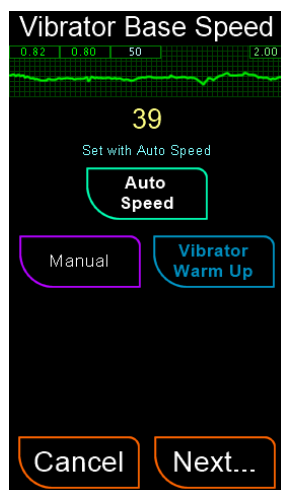 Vibrator Base Speed
0.82 0.80 50 2.00
39
Set with Auto Speed
Auto
Speed
Manual
Vibrator
Warm Up
Cancel
Next...